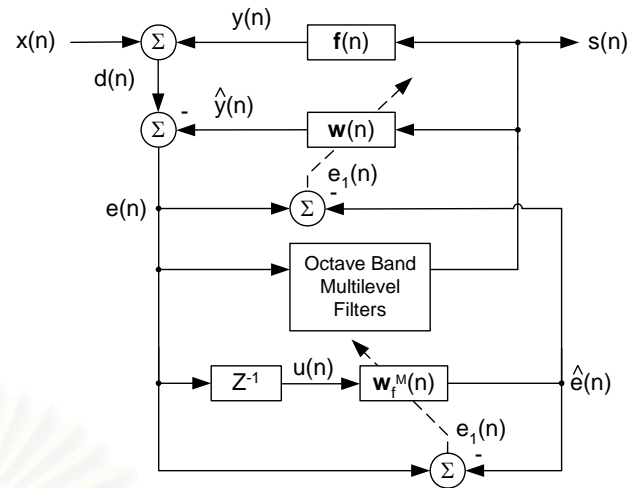 y(n)
x(n) Σ f(n) s(n)
d(n)
- ŷ(n)
Σ w(n)
e₁(n)
-
e(n) Σ
Octave Band
Multilevel
Filters
Z⁻¹ u(n) w_f^M(n) ê(n)
e₁(n)
-
Σ